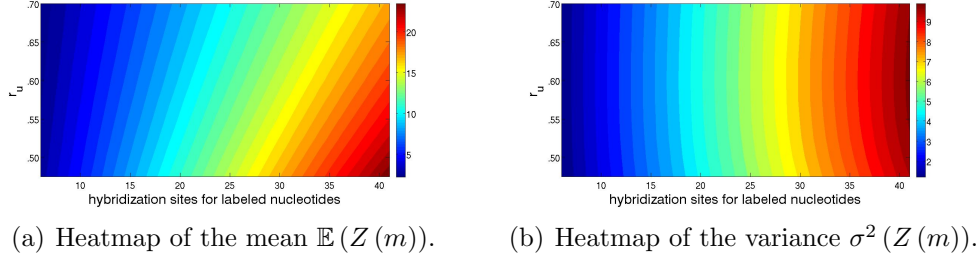 .70
.65
.60
.55
.50
r_u
10 15 20 25 30 35 40
hybridization sites for labeled nucleotides
20
15
10
5
(a) Heatmap of the mean 𝔼 (Z (m)).
.70
.65
.60
.55
.50
r_u
10 15 20 25 30 35 40
hybridization sites for labeled nucleotides
9
8
7
6
5
4
3
2
(b) Heatmap of the variance σ² (Z (m)).